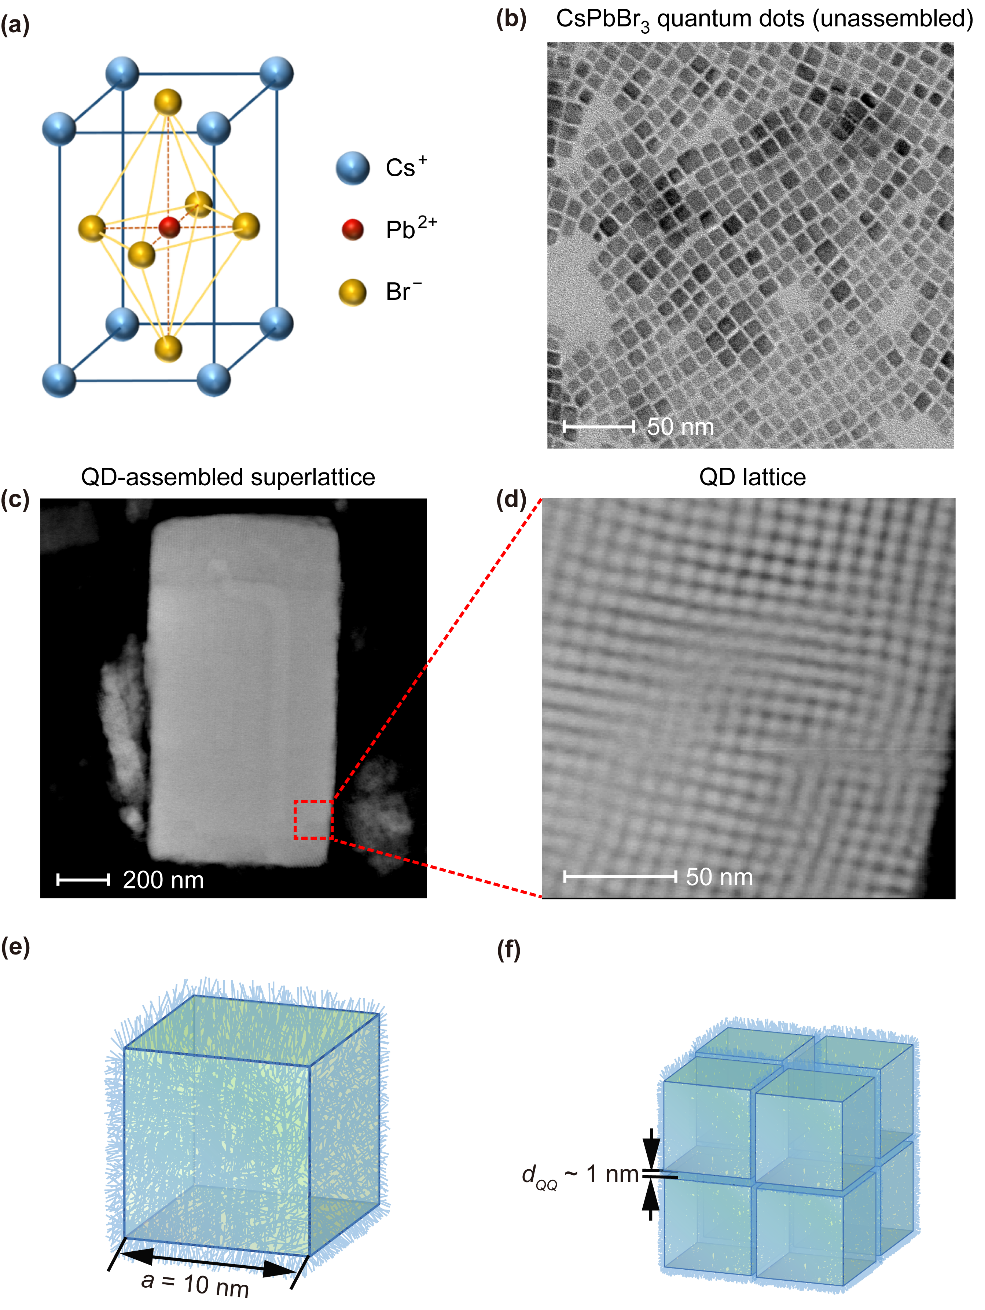 (a)
Cs⁺
Pb²⁺
Br⁻
(b)
CsPbBr₃ quantum dots (unassembled)
50 nm
QD-assembled superlattice
(c)
200 nm
QD lattice
(d)
50 nm
(e)
a = 10 nm
(f)
d_QQ ~ 1 nm